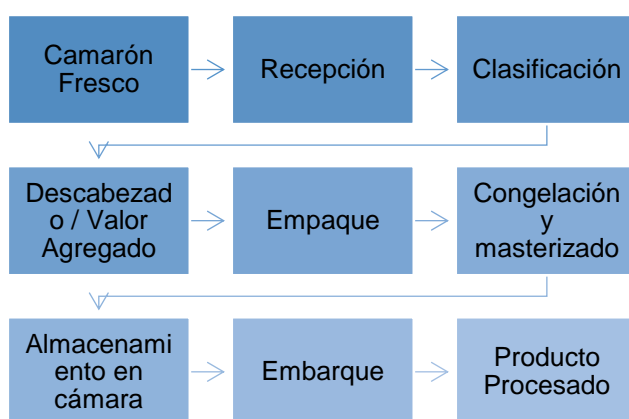 Camarón
Fresco
Recepción
Clasificación
Descabezad
o / Valor
Agregado
Empaque
Congelación
y
masterizado
Almacenami
ento en
cámara
Embarque
Producto
Procesado